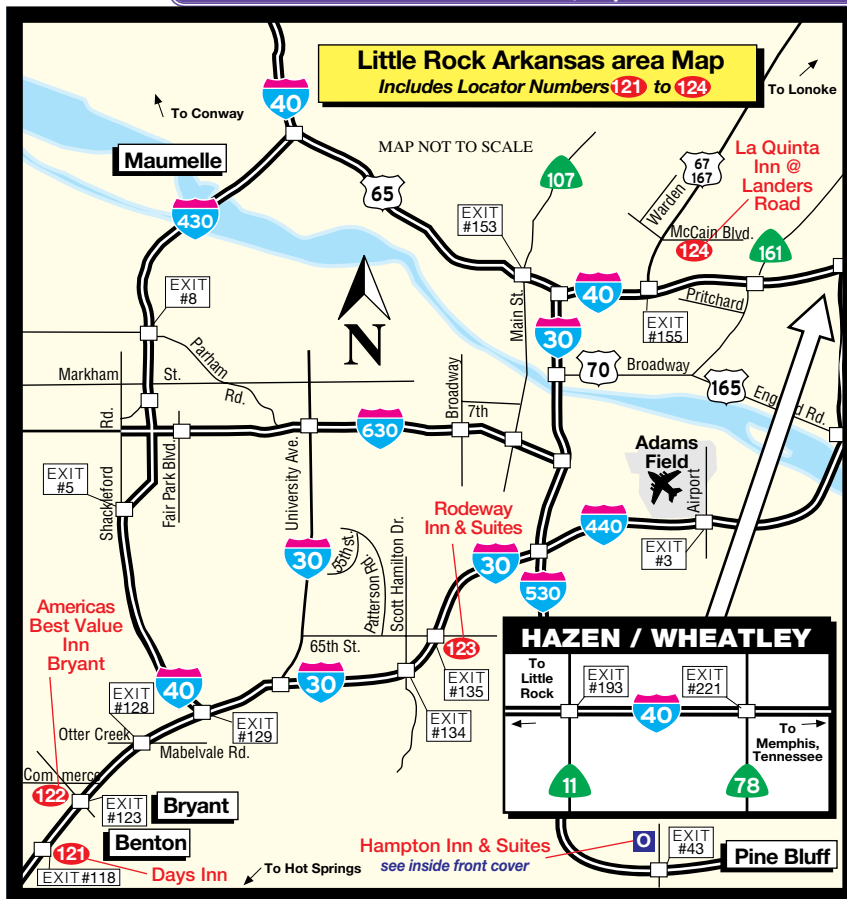 Little Rock Arkansas area Map
Includes Locator Numbers 121 to 124
40
To Conway
To Lonoke
MAP NOT TO SCALE
Maumelle
67
167
La Quinta
Inn @
Landers
Road
107
65
Warden
430
EXIT
#153
McCain Blvd.
124
161
EXIT
#8
40
Pritchard
N
Main St.
30
EXIT
#155
Parham
Rd.
70
Broadway
Markham St.
165
England Rd.
Rd.
Broadway
7th
630
Adams
Field
EXIT
#5
Shackleford
Fair Park Blvd.
University Ave.
Rodeway
Inn & Suites
Airport
440
EXIT
#3
30
55th st.
Patterson Rd.
Scott Hamilton Dr.
30
530
Americas
Best Value
Inn
Bryant
HAZEN / WHEATLEY
65th St.
123
To
Little
Rock
EXIT
#193
EXIT
#221
40
EXIT
#128
30
EXIT
#135
40
EXIT
#129
EXIT
#134
Otter Creek
Mabelvale Rd.
To
Memphis,
Tennessee
Commerce
122
11
78
EXIT
#123
Bryant
Benton
121
Hampton Inn & Suites
see inside front cover
O
EXIT
#43
Pine Bluff
EXIT #118
Days Inn
To Hot Springs